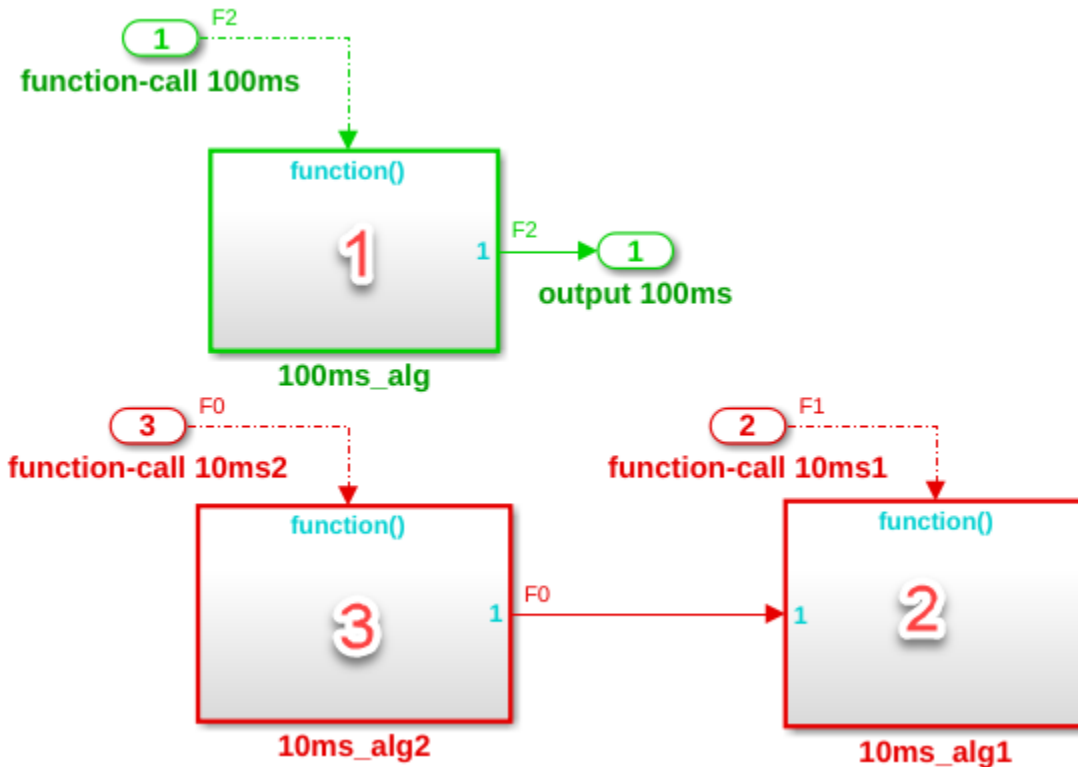 F2
1
function-call 100ms
function()
1
1
F2
1
output 100ms
100ms_alg
F0
3
function-call 10ms2
F1
2
function-call 10ms1
function()
3
1
F0
10ms_alg2
function()
1
2
10ms_alg1